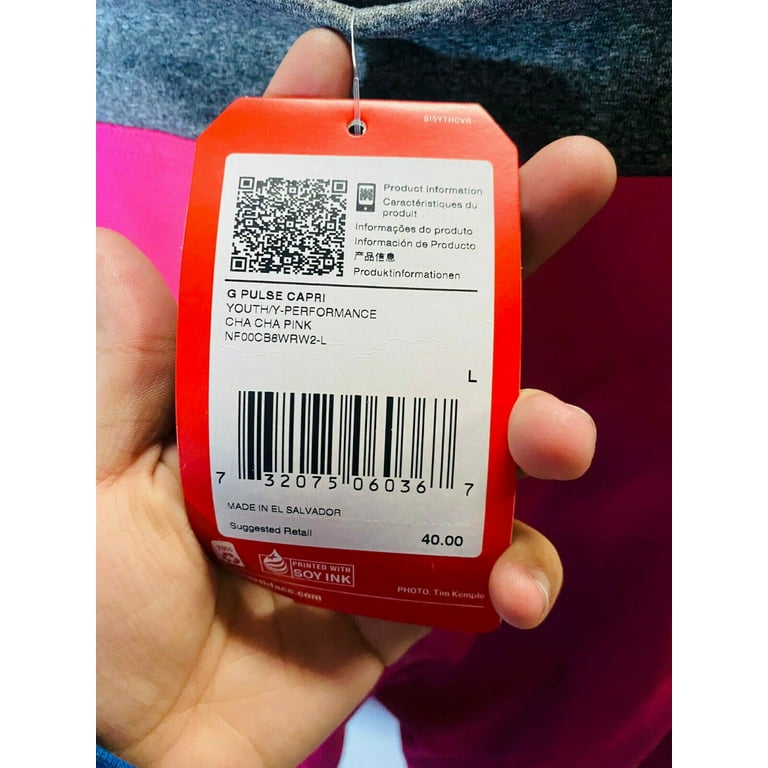 SI5YTHCVR
Product information
Caractéristiques du
produit
Informações do produto
Información de Producto
产品信息
Produktinformationen
G PULSE CAPRI
YOUTH/Y-PERFORMANCE
CHA CHA PINK
NF00CB8WRW2-L
L
7 32075 06036 7
MADE IN EL SALVADOR
Suggested Retail
40.00
PRINTED WITH
SOY INK
PHOTO: Tim Kemple